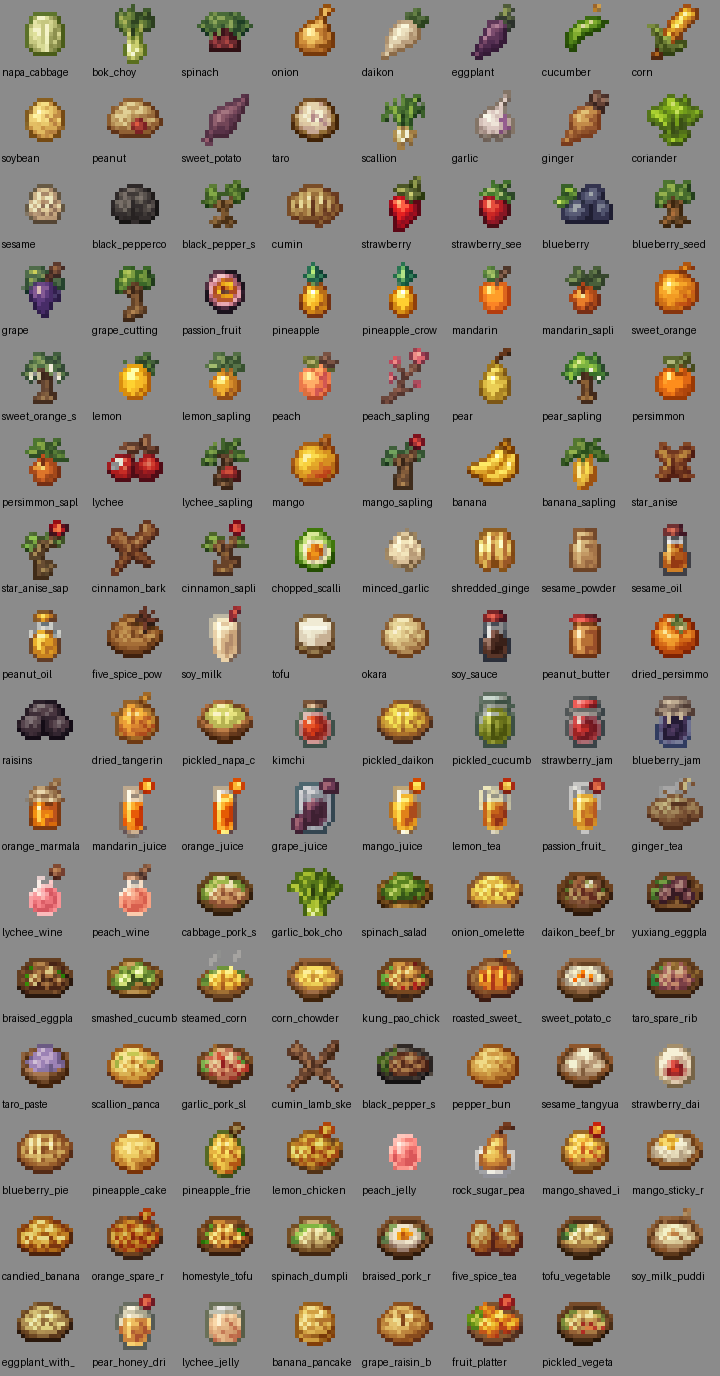 napa_cabbage bok_choy spinach onion daikon eggplant cucumber corn
soybean peanut sweet_potato taro scallion garlic ginger coriander
sesame black_pepperco black_pepper_s cumin strawberry strawberry_see blueberry blueberry_seed
grape grape_cutting passion_fruit pineapple pineapple_crow mandarin mandarin_sapli sweet_orange
sweet_orange_s lemon lemon_sapling peach peach_sapling pear pear_sapling persimmon
persimmon_sapl lychee lychee_sapling mango mango_sapling banana banana_sapling star_anise
star_anise_sap cinnamon_bark cinnamon_sapli chopped_scalli minced_garlic shredded_ginge sesame_powder sesame_oil
peanut_oil five_spice_pow soy_milk tofu okara soy_sauce peanut_butter dried_persimmo
raisins dried_tangerin pickled_napa_c kimchi pickled_daikon pickled_cucumb strawberry_jam blueberry_jam
orange_marmala mandarin_juice orange_juice grape_juice mango_juice lemon_tea passion_fruit_ ginger_tea
lychee_wine peach_wine cabbage_pork_s garlic_bok_cho spinach_salad onion_omelette daikon_beef_br yuxiang_eggpla
braised_eggpla smashed_cucumb steamed_corn corn_chowder kung_pao_chick roasted_sweet_ sweet_potato_c taro_spare_rib
taro_paste scallion_panca garlic_pork_sl cumin_lamb_ske black_pepper_s pepper_bun sesame_tangyua strawberry_dai
blueberry_pie pineapple_cake pineapple_frie lemon_chicken peach_jelly rock_sugar_pea mango_shaved_i mango_sticky_r
candied_banana orange_spare_r homestyle_tofu spinach_dumpli braised_pork_r five_spice_tea tofu_vegetable soy_milk_puddi
eggplant_with_ pear_honey_dri lychee_jelly banana_pancake grape_raisin_b fruit_platter pickled_vegeta